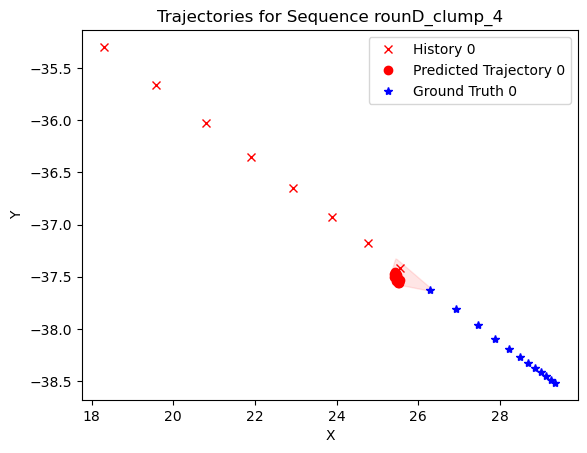 Trajectories for Sequence rounD_clump_4
History 0
Predicted Trajectory 0
Ground Truth 0
−35.5
−36.0
−36.5
−37.0
−37.5
−38.0
−38.5
Y
18 20 22 24 26 28
X